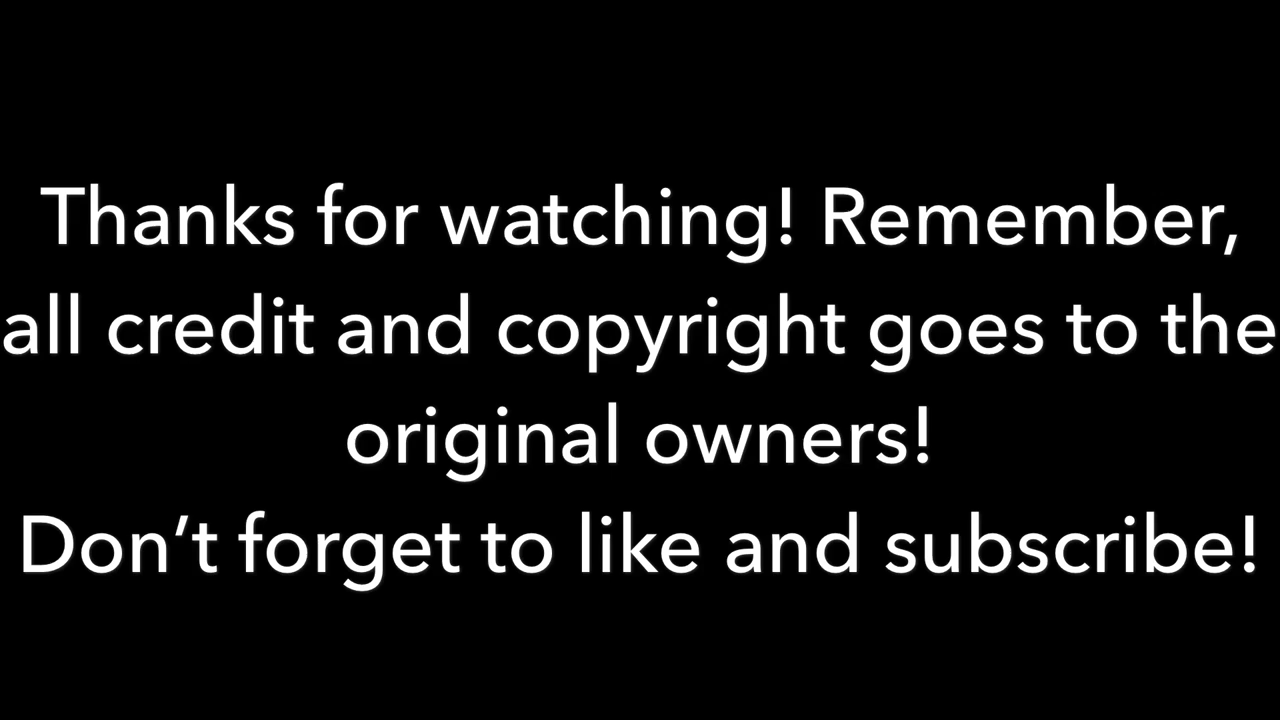 Thanks for watching! Remember,
all credit and copyright goes to the
original owners!
Don’t forget to like and subscribe!